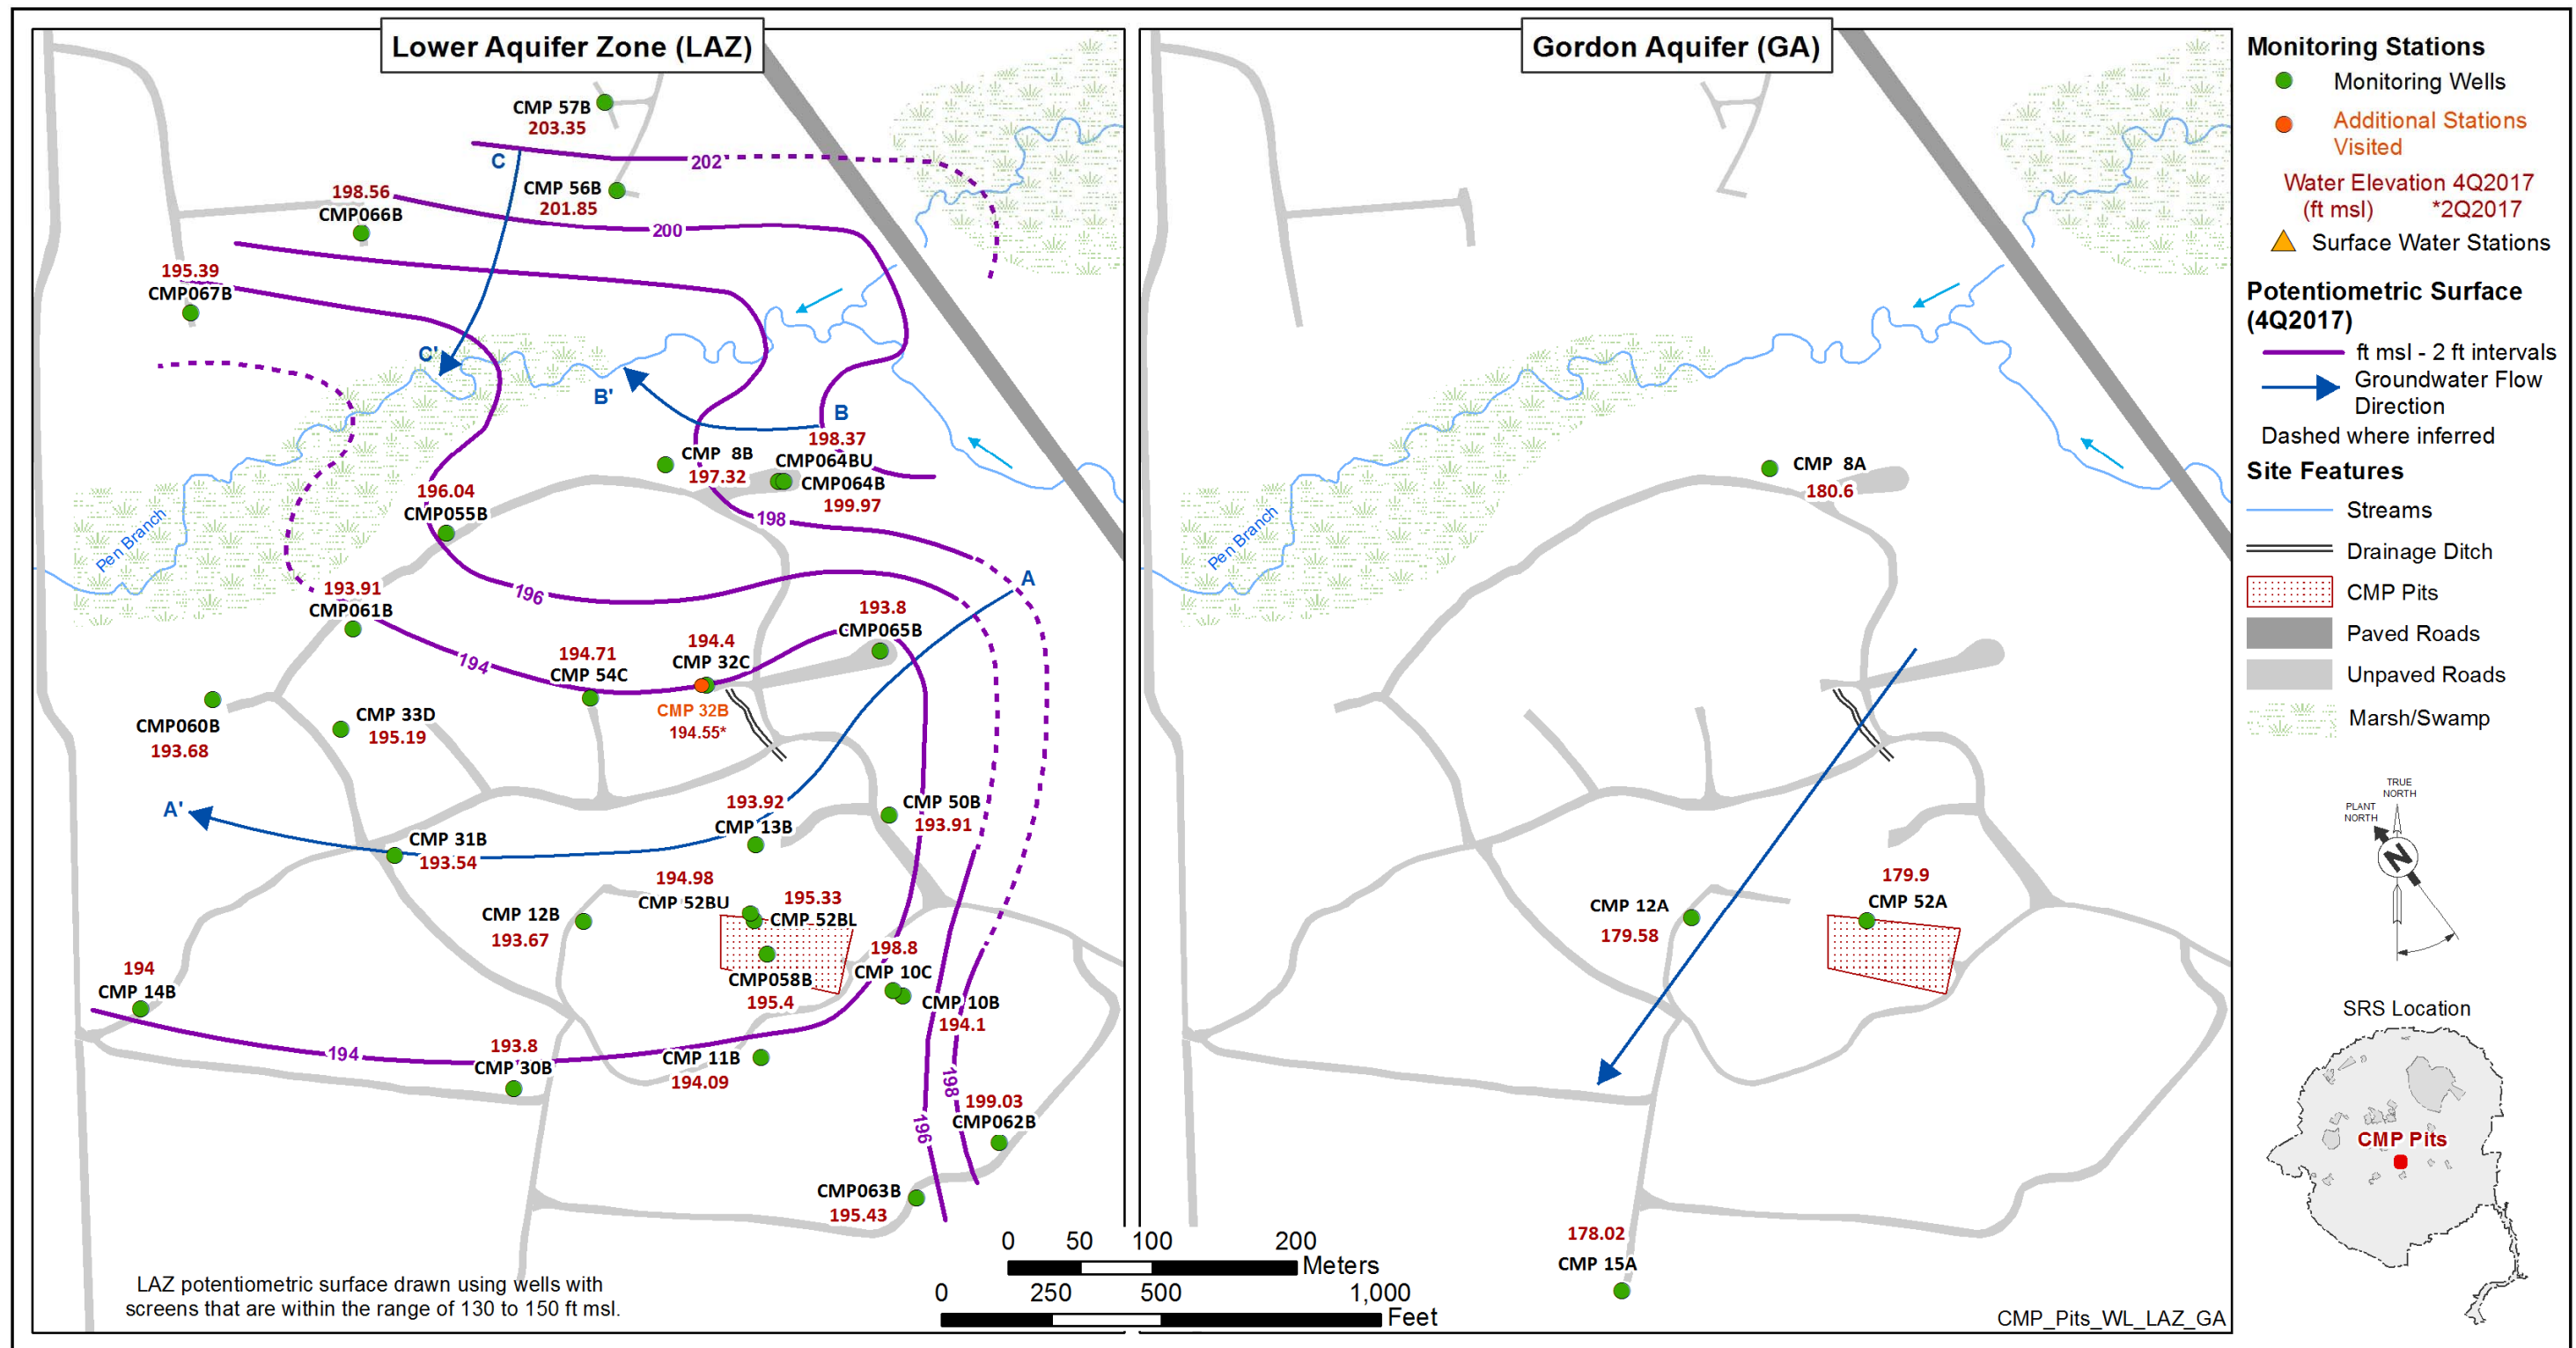 Lower Aquifer Zone (LAZ)
CMP 57B
203.35
C
202
CMP 56B
201.85
198.56
CMP066B
200
195.39
CMP067B
C'
B'
B
198.37
CMP064BU
CMP064B
199.97
CMP 8B
197.32
198
196.04
CMP055B
Pen Branch
196
A
193.91
CMP061B
193.8
CMP065B
194
194.71
CMP 54C
194.4
CMP 32C
CMP 32B
194.55*
CMP060B
193.68
CMP 33D
195.19
A'
193.92
CMP 13B
CMP 50B
193.91
CMP 31B
193.54
194.98
CMP 52BU
195.33
CMP 52BL
CMP 12B
193.67
198.8
CMP 10C
CMP058B
195.4
CMP 10B
194.1
194
CMP 14B
194
193.8
CMP 30B
CMP 11B
194.09
198
199.03
CMP062B
196
CMP063B
195.43
LAZ potentiometric surface drawn using wells with
screens that are within the range of 130 to 150 ft msl.
0 50 100 200
Meters
0 250 500 1,000
Feet
Gordon Aquifer (GA)
CMP 8A
180.6
Pen Branch
179.9
CMP 52A
CMP 12A
179.58
178.02
CMP 15A
CMP_Pits_WL_LAZ_GA
Monitoring Stations
Monitoring Wells
Additional Stations
Visited
Water Elevation 4Q2017
(ft msl) *2Q2017
Surface Water Stations
Potentiometric Surface
(4Q2017)
ft msl - 2 ft intervals
Groundwater Flow
Direction
Dashed where inferred
Site Features
Streams
Drainage Ditch
CMP Pits
Paved Roads
Unpaved Roads
Marsh/Swamp
TRUE
NORTH
PLANT
NORTH
N
SRS Location
CMP Pits